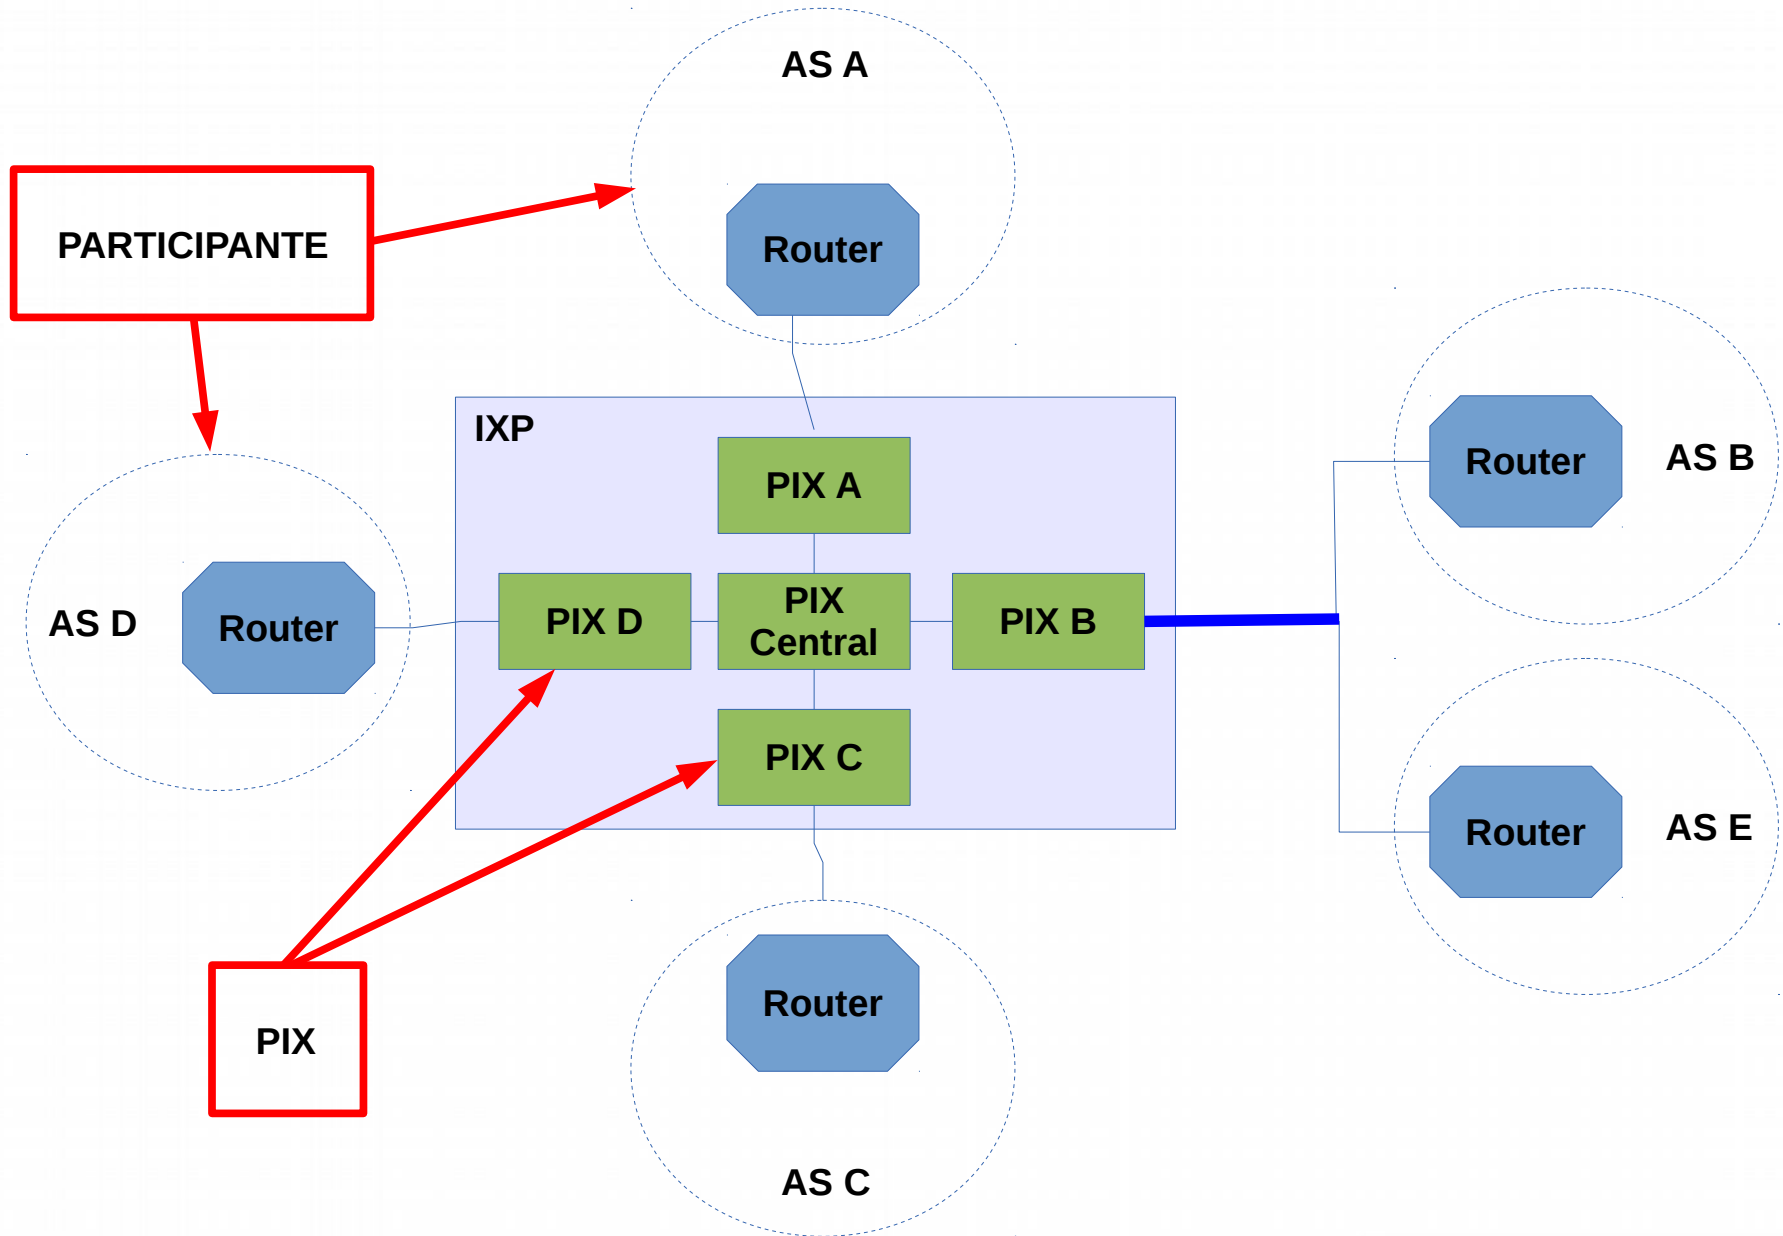 AS A
PARTICIPANTE
Router
IXP
PIX A
Router
AS B
AS D
Router
PIX D
PIX
Central
PIX B
PIX C
Router
AS E
Router
PIX
AS C